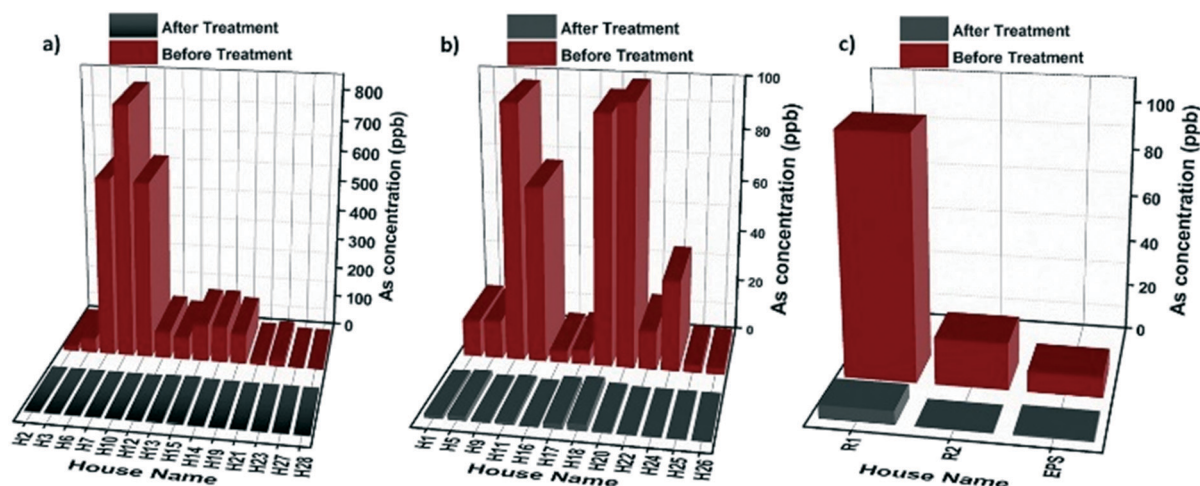 a)
After Treatment
Before Treatment
800
700
600
500
400
300
200
100
0
As concentration (ppb)
H2
H3
H6
H7
H10
H12
H13
H15
H14
H19
H21
H23
H27
H28
House Name
b)
After Treatment
Before Treatment
100
80
60
40
20
0
As concentration (ppb)
H1
H5
H9
H11
H16
H17
H18
H20
H22
H24
H25
H26
House Name
c)
After Treatment
Before Treatment
100
80
60
40
20
0
As concentration (ppb)
R1
R2
EPS
House Name